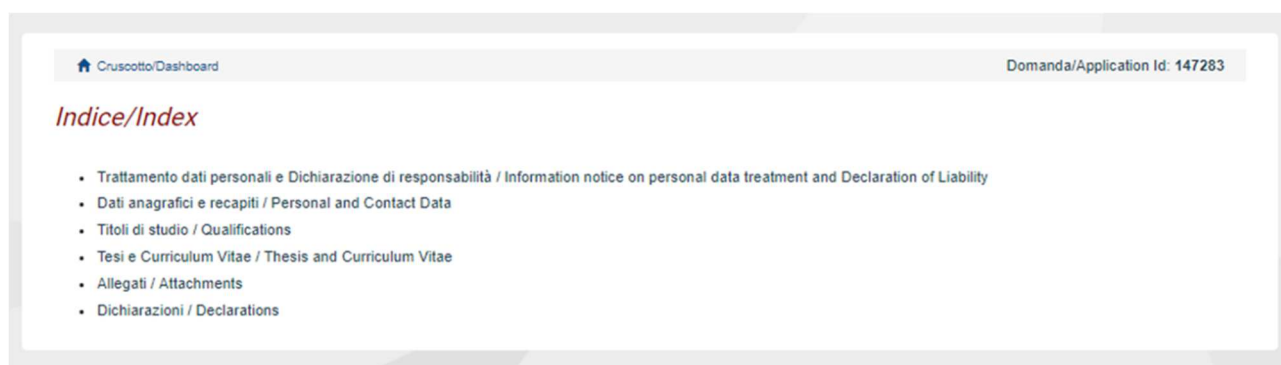 Cruscotto/Dashboard
Domanda/Application Id: 147283
Indice/Index
Trattamento dati personali e Dichiarazione di responsabilità / Information notice on personal data treatment and Declaration of Liability
Dati anagrafici e recapiti / Personal and Contact Data
Titoli di studio / Qualifications
Tesi e Curriculum Vitae / Thesis and Curriculum Vitae
Allegati / Attachments
Dichiarazioni / Declarations